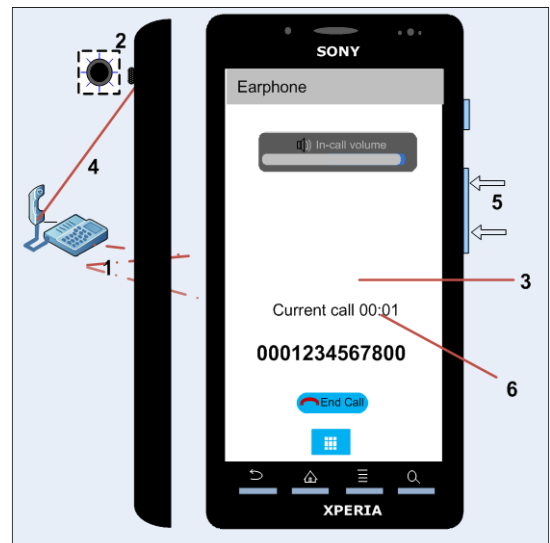 2
SONY
Earphone
In-call volume
4
5
1
3
Current call 00:01
0001234567800
6
End Call
XPERIA